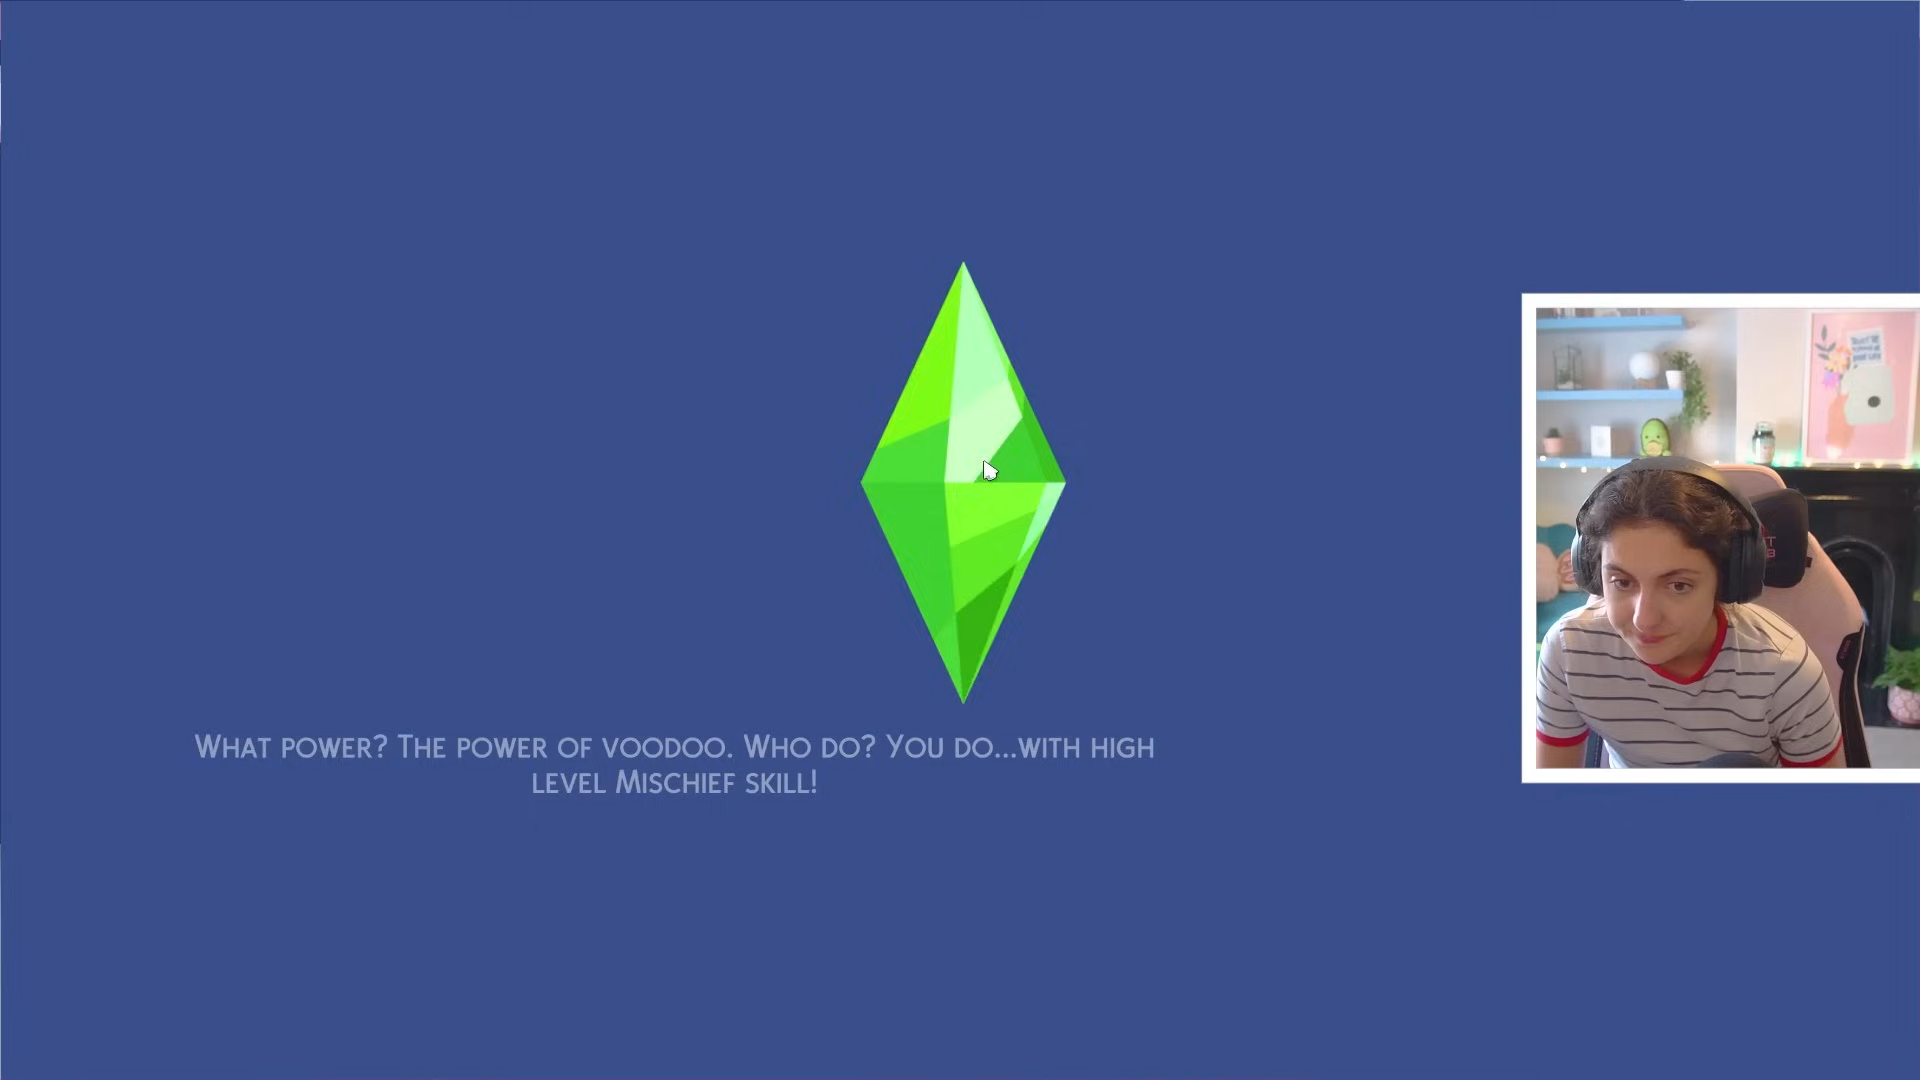 What power? The power of voodoo. Who do? You do...with high
level Mischief skill!